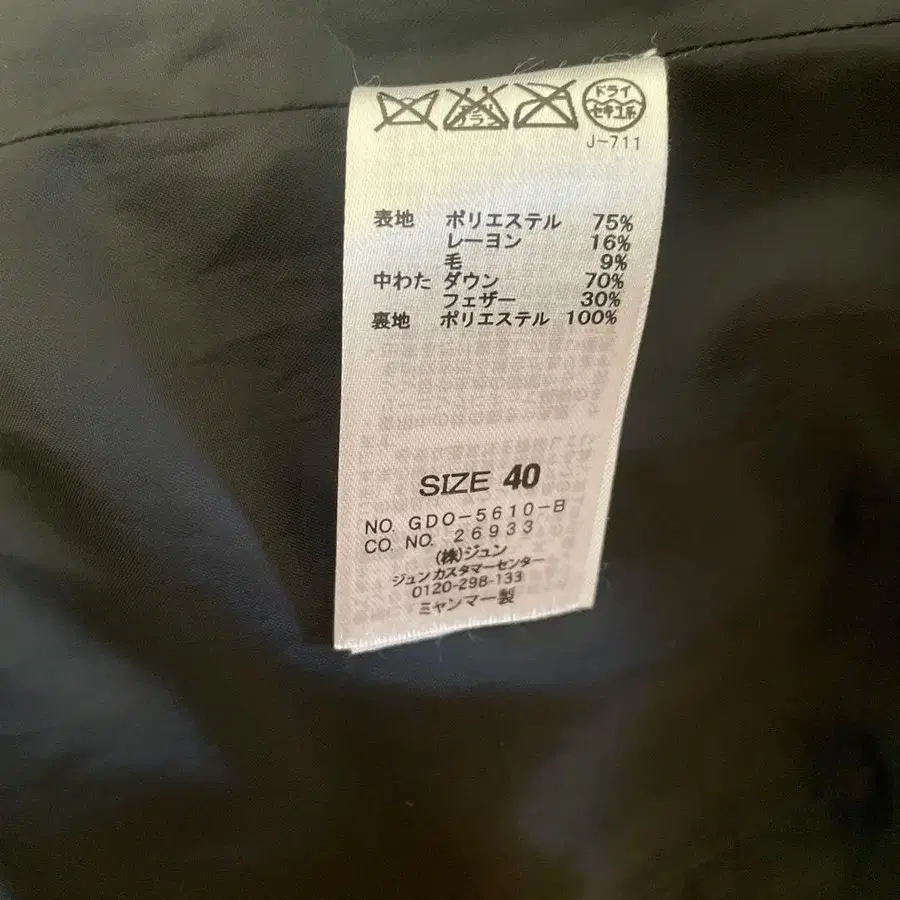 ドライ
セキユ系
J-711
表地 ポリエステル 75%
レーヨン 16%
毛 9%
中わた ダウン 70%
フェザー 30%
裏地 ポリエステル 100%
SIZE 40
NO. GDO-5610-B
CO. NO. 26933
(株)ジュン
ジュンカスタマーセンター
0120-298-133
ミャンマー製